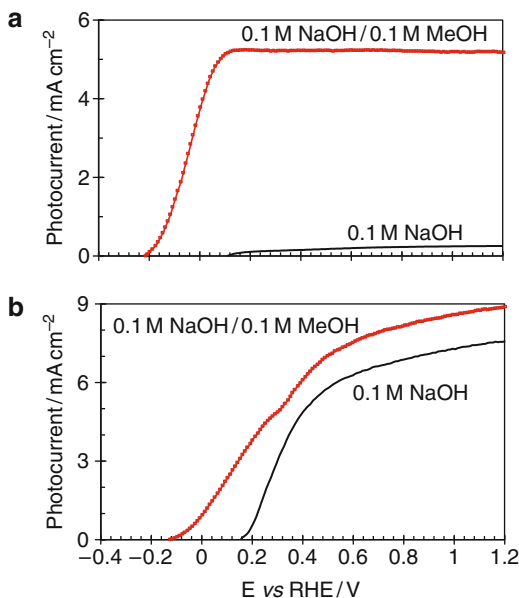 a
6
0.1 M NaOH/0.1 MeOH
Photocurrent/mA cm−2
4
2
0.1 M NaOH
0
b
9
0.1 M NaOH/0.1 MeOH
0.1 M NaOH
Photocurrent/mA cm−2
6
3
0
−0.4 −0.2 0 0.2 0.4 0.6 0.8 1 1.2
E vs RHE/V